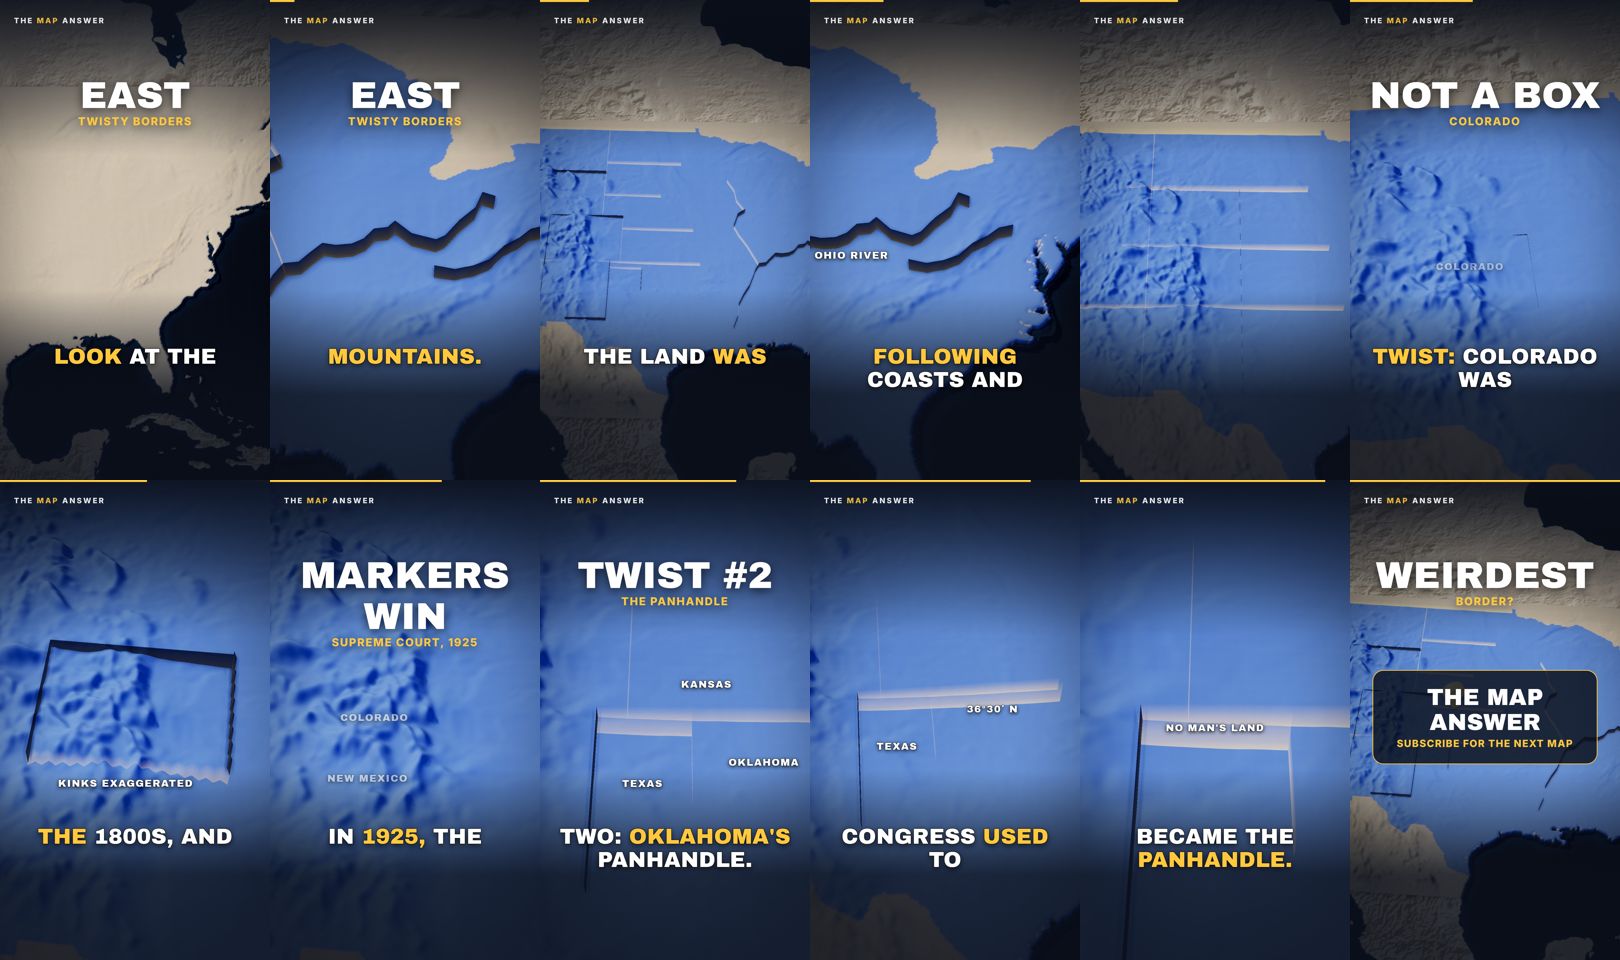 THE MAP ANSWER
EAST
TWISTY BORDERS
LOOK AT THE
THE MAP ANSWER
EAST
TWISTY BORDERS
MOUNTAINS.
THE MAP ANSWER
THE LAND WAS
THE MAP ANSWER
OHIO RIVER
FOLLOWING
COASTS AND
THE MAP ANSWER
THE MAP ANSWER
NOT A BOX
COLORADO
COLORADO
TWIST: COLORADO
WAS
THE MAP ANSWER
KINKS EXAGGERATED
THE 1800S, AND
THE MAP ANSWER
MARKERS
WIN
SUPREME COURT, 1925
COLORADO
NEW MEXICO
IN 1925, THE
THE MAP ANSWER
TWIST #2
THE PANHANDLE
KANSAS
OKLAHOMA
TEXAS
TWO: OKLAHOMA'S
PANHANDLE.
THE MAP ANSWER
36°30′ N
TEXAS
CONGRESS USED
TO
THE MAP ANSWER
NO MAN'S LAND
BECAME THE
PANHANDLE.
THE MAP ANSWER
WEIRDEST
BORDER?
THE MAP
ANSWER
SUBSCRIBE FOR THE NEXT MAP